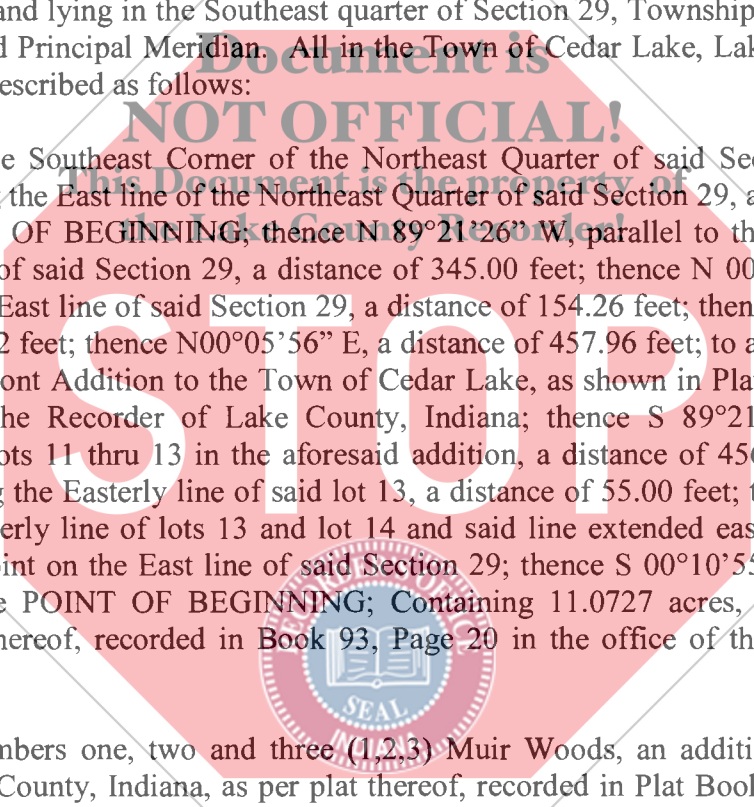 and lying in the Southeast quarter of Section 29, Township
d Principal Meridian. All in the Town of Cedar Lake, Lak
escribed as follows:
Document is
NOT OFFICIAL!
This Document is the property of
the Lake County Recorder!
e Southeast Corner of the Northeast Quarter of said Sec
g the East line of the Northeast Quarter of said Section 29, a
OF BEGINNING; thence N 89°21’26” W, parallel to th
of said Section 29, a distance of 345.00 feet; thence N 00
East line of said Section 29, a distance of 154.26 feet; then
2 feet; thence N00°05’56” E, a distance of 457.96 feet; to a
ont Addition to the Town of Cedar Lake, as shown in Plat
he Recorder of Lake County, Indiana; thence S 89°21
ots 11 thru 13 in the aforesaid addition, a distance of 450
g the Easterly line of said lot 13, a distance of 55.00 feet; t
erly line of lots 13 and lot 14 and said line extended eas
oint on the East line of said Section 29; thence S 00°10’55
e POINT OF BEGINNING; Containing 11.0727 acres,
hereof, recorded in Book 93, Page 20 in the office of th
mbers one, two and three (1,2,3) Muir Woods, an additi
County, Indiana, as per plat thereof, recorded in Plat Book
STOP
SEAL
INDIANA